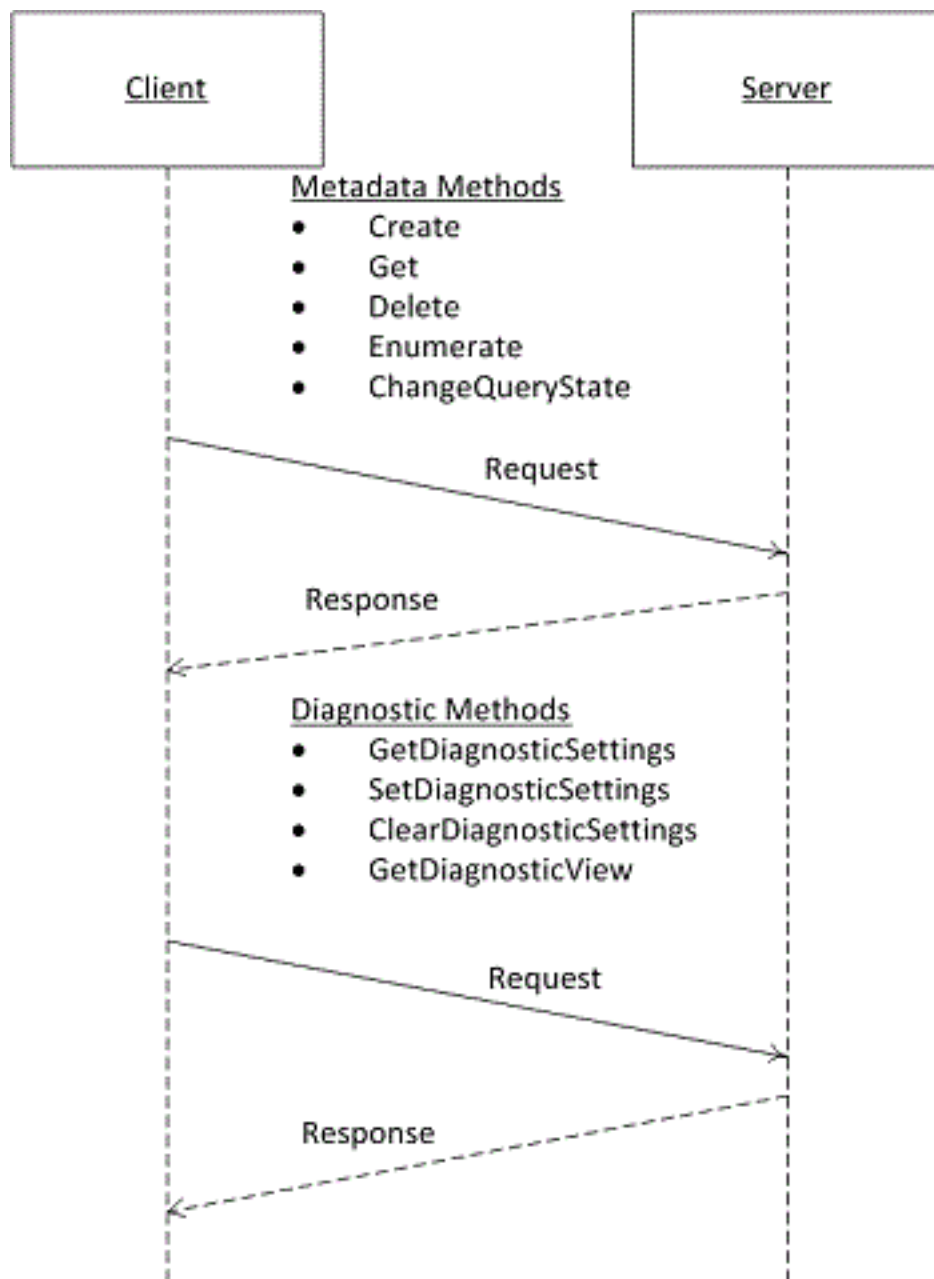 Client
Server
Metadata Methods
• Create
• Get
• Delete
• Enumerate
• ChangeQueryState
Request
Response
Diagnostic Methods
• GetDiagnosticSettings
• SetDiagnosticSettings
• ClearDiagnosticSettings
• GetDiagnosticView
Request
Response